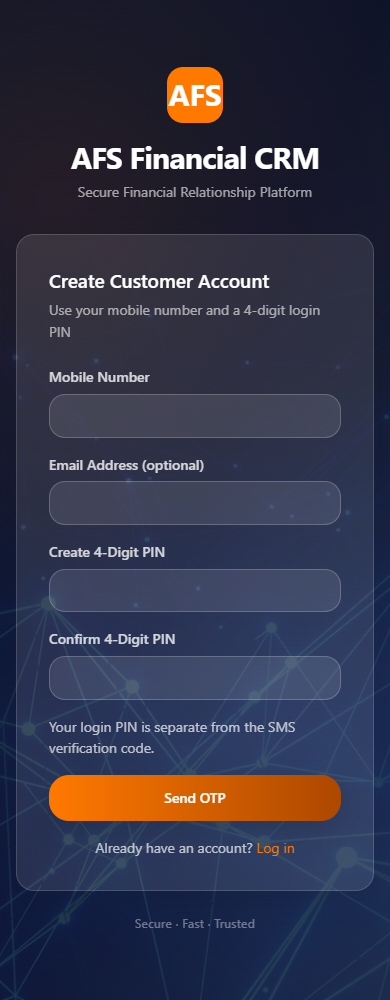 AFS
AFS Financial CRM
Secure Financial Relationship Platform
Create Customer Account
Use your mobile number and a 4-digit login
PIN
Mobile Number
Email Address (optional)
Create 4-Digit PIN
Confirm 4-Digit PIN
Your login PIN is separate from the SMS
verification code.
Send OTP
Already have an account? Log in
Secure · Fast · Trusted